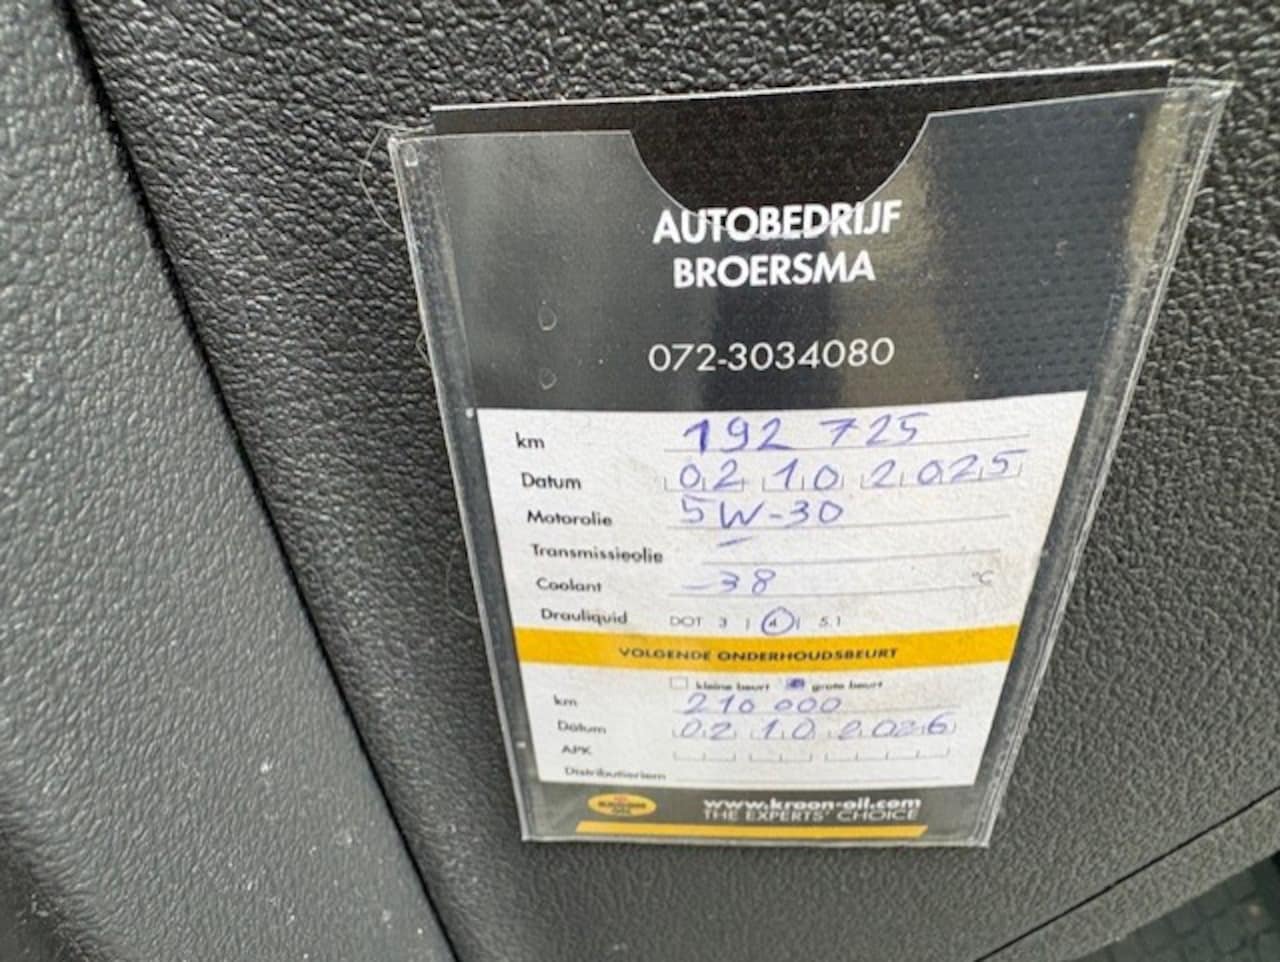 AUTOBEDRIJF
BROERSMA
072-3034080
km 192 725
Datum 02 10 2025
Motorolie 5W-30
Transmissieolie –
Coolant -38 °C
Drauliquid DOT 3 | 4 | 5.1
VOLGENDE ONDERHOUDSBEURT
kleine beurt grote beurt
km 210 000
Datum 02 10 2026
APK
Distributieriem
KROON OIL
www.kroon-oil.com
THE EXPERTS' CHOICE